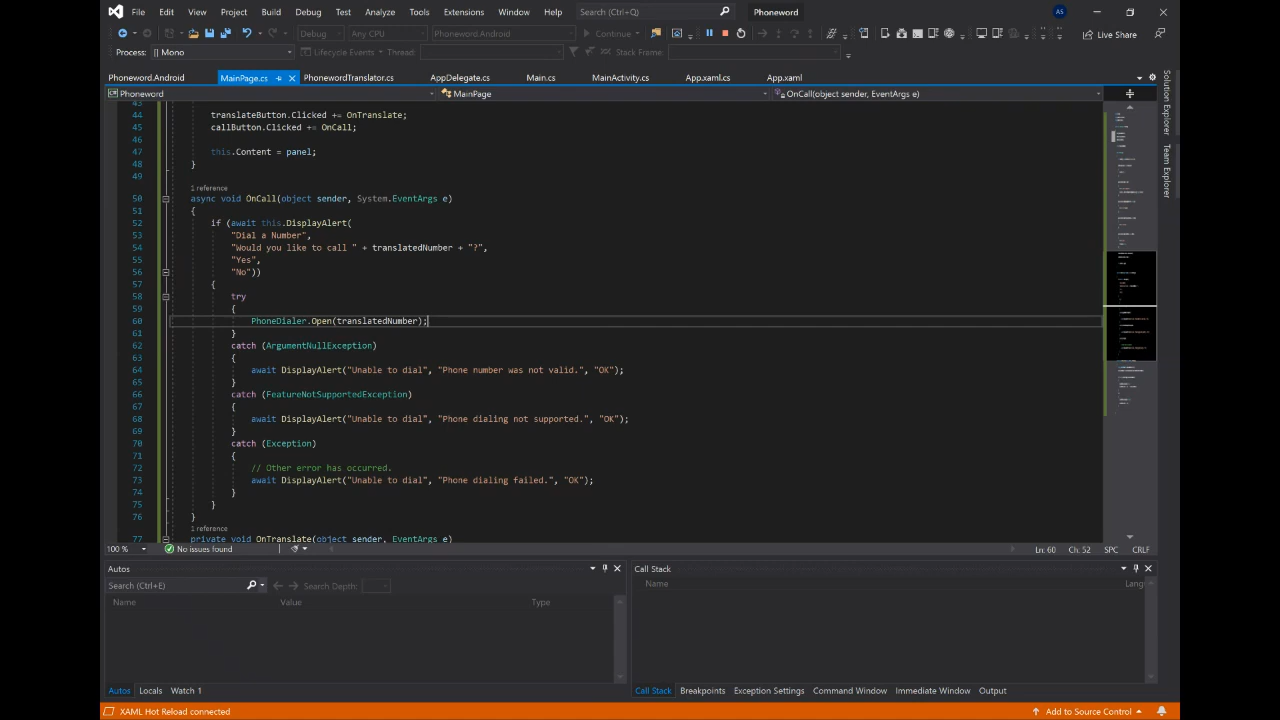 File Edit View Project Build Debug Test Analyze Tools Extensions Window Help Search (Ctrl+Q) Phoneword AS
Debug Any CPU Phoneword.Android Continue Live Share
Process: [] Mono Lifecycle Events Thread: Stack Frame:
Phoneword.Android MainPage.cs PhonewordTranslator.cs AppDelegate.cs Main.cs MainActivity.cs App.xaml.cs App.xaml
Phoneword MainPage OnCall(object sender, EventArgs e)
Solution Explorer
Team Explorer
43
44 translateButton.Clicked += OnTranslate;
45 callButton.Clicked += OnCall;
46
47 this.Content = panel;
48 }
49
1 reference
50 async void OnCall(object sender, System.EventArgs e)
51 {
52 if (await this.DisplayAlert(
53 "Dial a Number",
54 "Would you like to call " + translatedNumber + "?",
55 "Yes",
56 "No"))
57 {
58 try
59 {
60 PhoneDialer.Open(translatedNumber);
61 }
62 catch (ArgumentNullException)
63 {
64 await DisplayAlert("Unable to dial", "Phone number was not valid.", "OK");
65 }
66 catch (FeatureNotSupportedException)
67 {
68 await DisplayAlert("Unable to dial", "Phone dialing not supported.", "OK");
69 }
70 catch (Exception)
71 {
72 // Other error has occurred.
73 await DisplayAlert("Unable to dial", "Phone dialing failed.", "OK");
74 }
75 }
76 }
1 reference
77 private void OnTranslate(object sender, EventArgs e)
100 % No issues found Ln: 60 Ch: 52 SPC CRLF
Autos
Search (Ctrl+E) Search Depth:
Name Value Type
Call Stack
Name Lang
Autos Locals Watch 1
Call Stack Breakpoints Exception Settings Command Window Immediate Window Output
XAML Hot Reload connected Add to Source Control